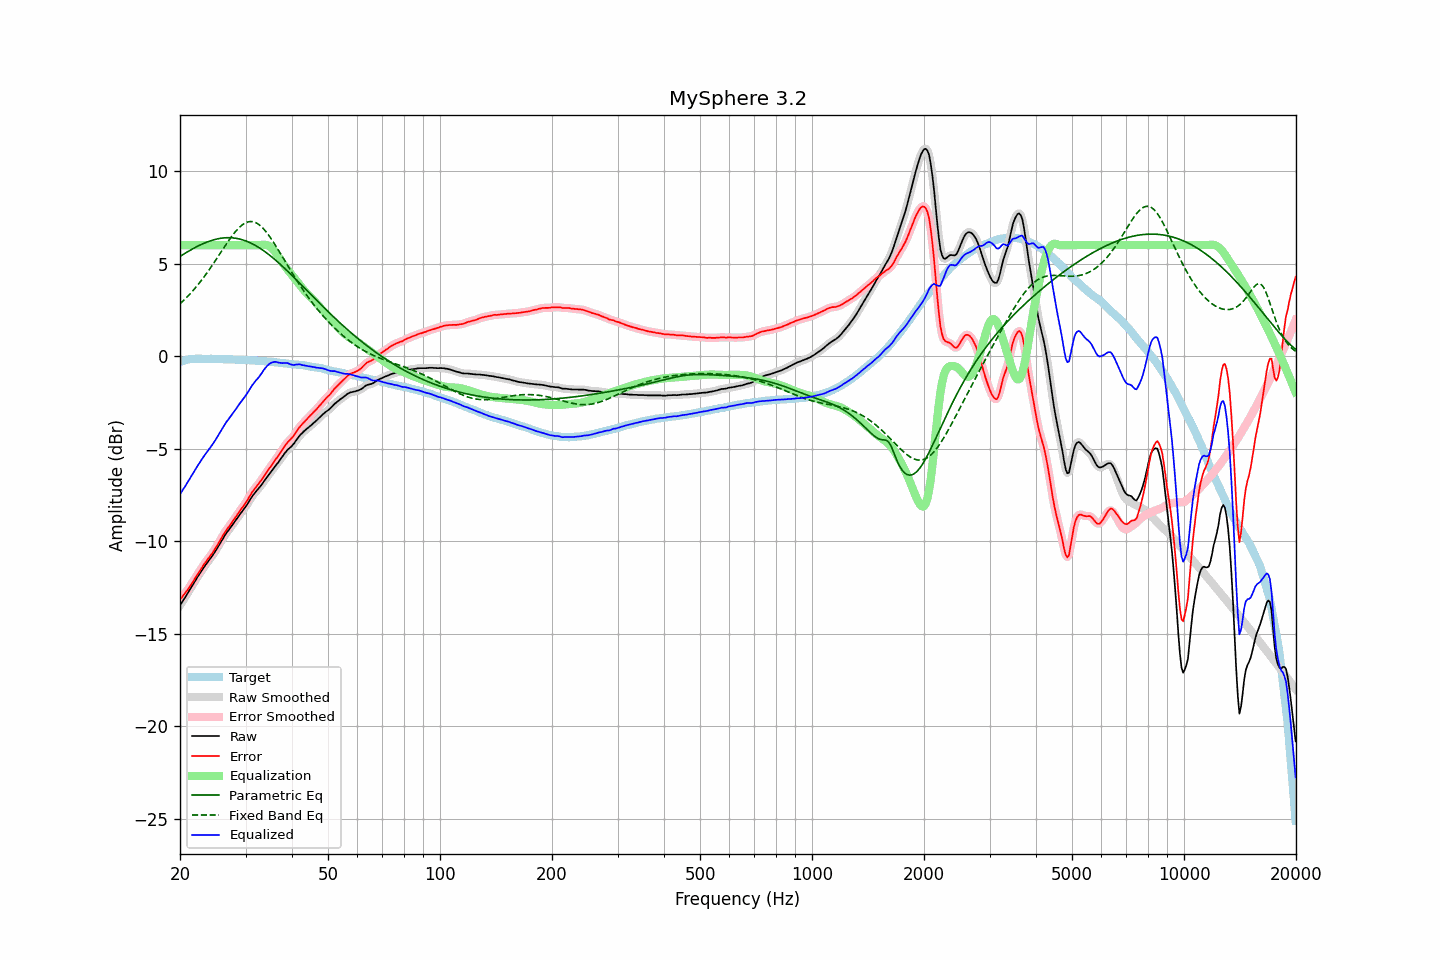 MySphere 3.2
Amplitude (dBr)
10
5
0
−5
−10
−15
−20
−25
Target
Raw Smoothed
Error Smoothed
Raw
Error
Equalization
Parametric Eq
Fixed Band Eq
Equalized
20 50 100 200 500 1000 2000 5000 10000 20000
Frequency (Hz)